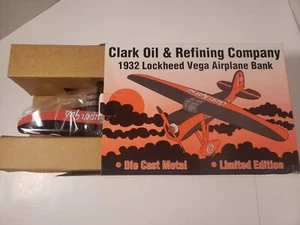 Clark Oil & Refining Company
1932 Lockheed Vega Airplane Bank
• Die Cast Metal • Limited Edition